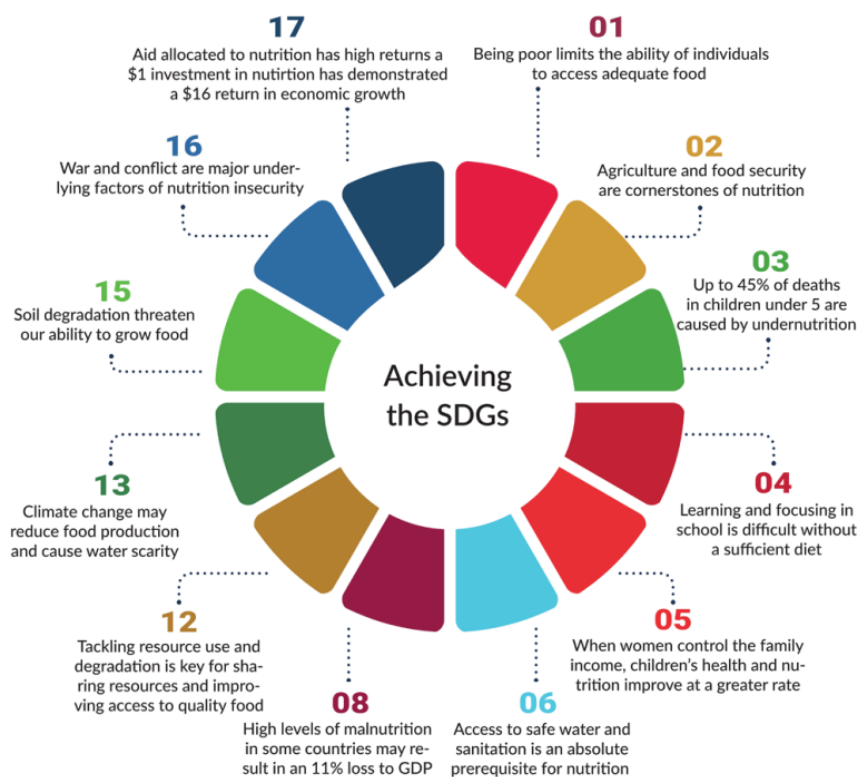 17
Aid allocated to nutrition has high returns a
$1 investment in nutirtion has demonstrated
a $16 return in economic growth
01
Being poor limits the ability of individuals
to access adequate food
16
War and conflict are major under-
lying factors of nutrition insecurity
02
Agriculture and food security
are cornerstones of nutrition
15
Soil degradation threaten
our ability to grow food
03
Up to 45% of deaths
in children under 5 are
caused by undernutrition
Achieving
the SDGs
13
Climate change may
reduce food production
and cause water scarity
04
Learning and focusing in
school is difficult without
a sufficient diet
12
Tackling resource use and
degradation is key for sha-
ring resources and impro-
ving access to quality food
05
When women control the family
income, children's health and nu-
trition improve at a greater rate
08
High levels of malnutrition
in some countries may re-
sult in an 11% loss to GDP
06
Access to safe water and
sanitation is an absolute
prerequisite for nutrition